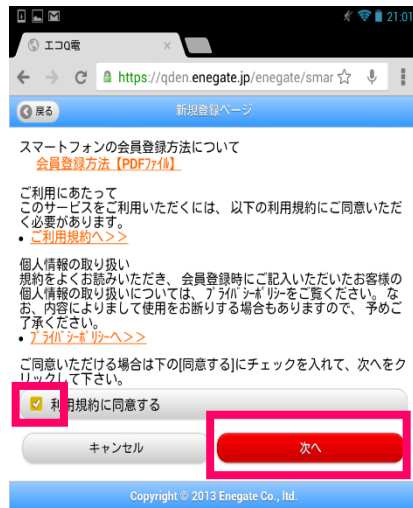 21:01
エコQ電
https://qden.enegate.jp/enegate/smar
戻る
新規登録ページ
スマートフォンの会員登録方法について
会員登録方法【PDFﾌｧｲﾙ】
ご利用にあたって
このサービスをご利用いただくには、以下の利用規約にご同意いただ
く必要があります。
• ご利用規約へ>>
個人情報の取り扱い
規約をよくお読みいただき、会員登録時にご記入いただいたお客様の
個人情報の取り扱いについては、ﾌﾟﾗｲﾊﾞｼｰﾎﾟﾘｼｰをご覧ください。な
お、内容によりまして使用をお断りする場合もありますので、予めご
了承ください。
• ﾌﾟﾗｲﾊﾞｼｰﾎﾟﾘｼｰへ>>
ご同意いただける場合は下の[同意する]にチェックを入れて、次へをク
リックして下さい。
利用規約に同意する
キャンセル
次へ
Copyright © 2013 Enegate Co., ltd.